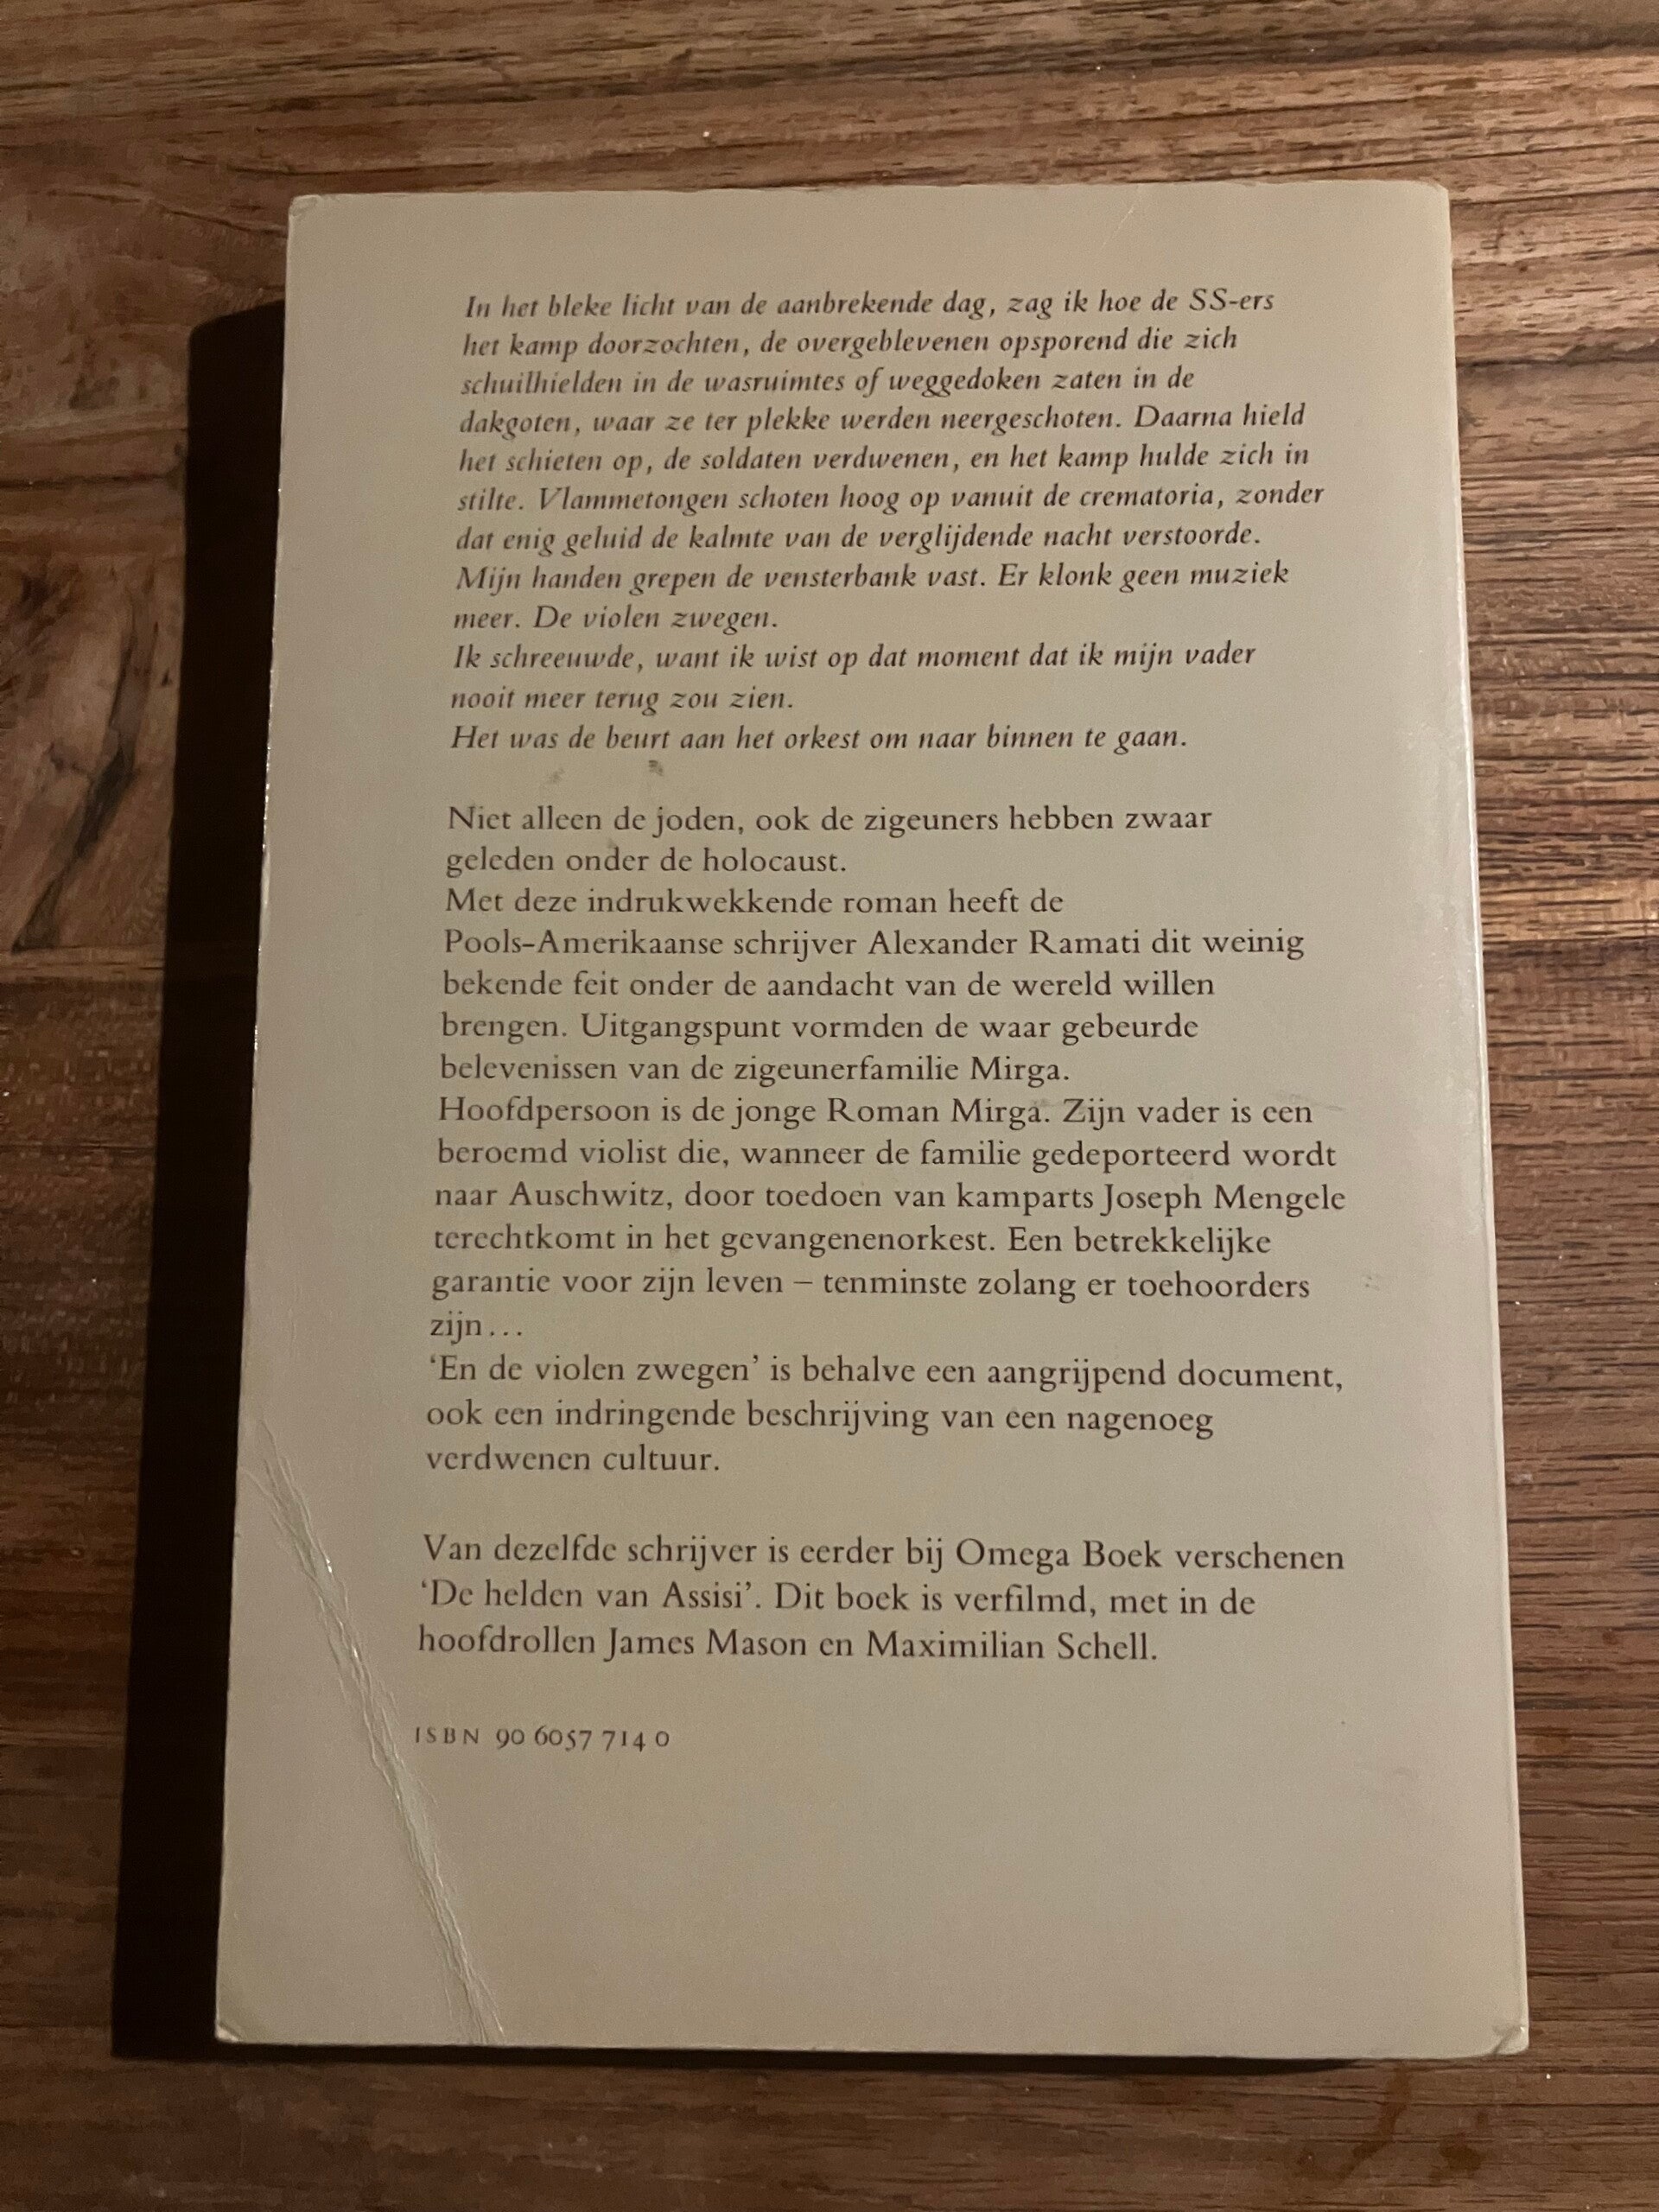 In het bleke licht van de aanbrekende dag, zag ik hoe de SS-ers
het kamp doorzochten, de overgeblevenen opsporend die zich
schuilhielden in de wasruimtes of weggedoken zaten in de
dakgoten, waar ze ter plekke werden neergeschoten. Daarna hield
het schieten op, de soldaten verdwenen, en het kamp hulde zich in
stilte. Vlammetongen schoten hoog op vanuit de crematoria, zonder
dat enig geluid de kalmte van de verglijdende nacht verstoorde.
Mijn handen grepen de vensterbank vast. Er klonk geen muziek
meer. De violen zwegen.
Ik schreeuwde, want ik wist op dat moment dat ik mijn vader
nooit meer terug zou zien.
Het was de beurt aan het orkest om naar binnen te gaan.
Niet alleen de joden, ook de zigeuners hebben zwaar
geleden onder de holocaust.
Met deze indrukwekkende roman heeft de
Pools-Amerikaanse schrijver Alexander Ramati dit weinig
bekende feit onder de aandacht van de wereld willen
brengen. Uitgangspunt vormden de waar gebeurde
belevenissen van de zigeunerfamilie Mirga.
Hoofdpersoon is de jonge Roman Mirga. Zijn vader is een
beroemd violist die, wanneer de familie gedeporteerd wordt
naar Auschwitz, door toedoen van kamparts Joseph Mengele
terechtkomt in het gevangenenorkest. Een betrekkelijke
garantie voor zijn leven – tenminste zolang er toehoorders
zijn...
‘En de violen zwegen’ is behalve een aangrijpend document,
ook een indringende beschrijving van een nagenoeg
verdwenen cultuur.
Van dezelfde schrijver is eerder bij Omega Boek verschenen
‘De helden van Assisi’. Dit boek is verfilmd, met in de
hoofdrollen James Mason en Maximilian Schell.
ISBN 90 6057 714 0